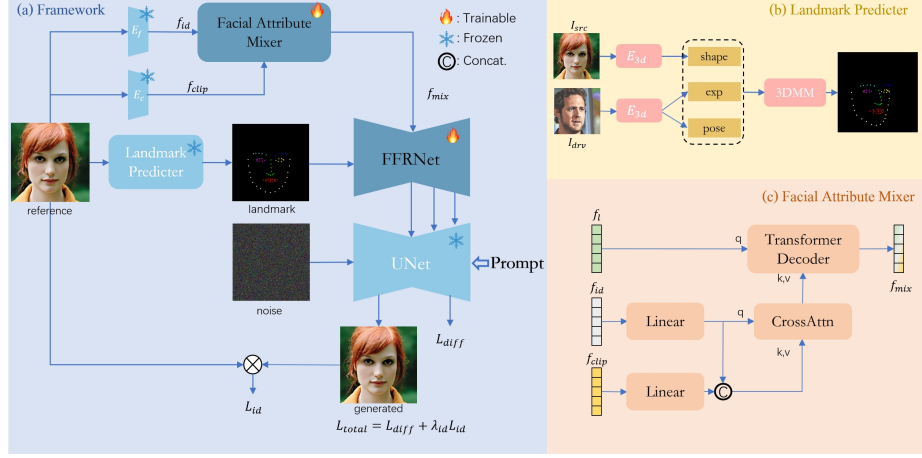 (a) Framework
E_f
f_id
Facial Attribute
Mixer
: Trainable
: Frozen
C : Concat.
E_c
f_clip
f_mix
Landmark
Predicter
FFRNet
reference
landmark
UNet
Prompt
noise
L_diff
L_id
generated
L_total = L_diff + λ_id L_id
(b) Landmark Predicter
I_src
E_3d
shape
exp
3DMM
E_3d
pose
I_drv
(c) Facial Attribute Mixer
f_l
q
Transformer
Decoder
k,v
f_mix
f_id
Linear
q
CrossAttn
k,v
f_clip
Linear
C